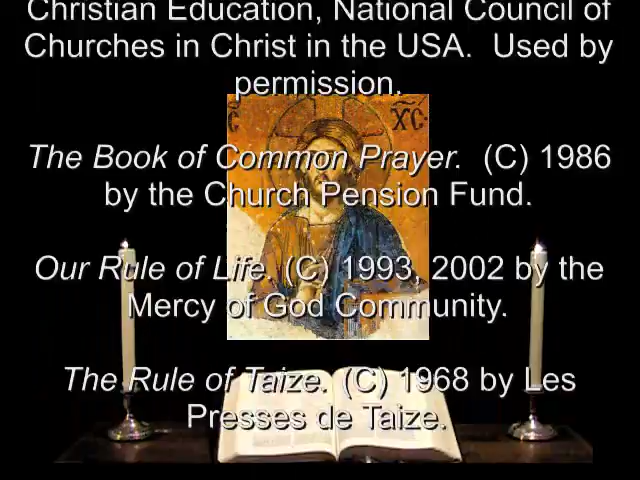 Christian Education, National Council of
Churches in Christ in the USA. Used by
permission.
The Book of Common Prayer. (C) 1986
by the Church Pension Fund.
Our Rule of Life. (C) 1993, 2002 by the
Mercy of God Community.
The Rule of Taize. (C) 1968 by Les
Presses de Taize.
XC